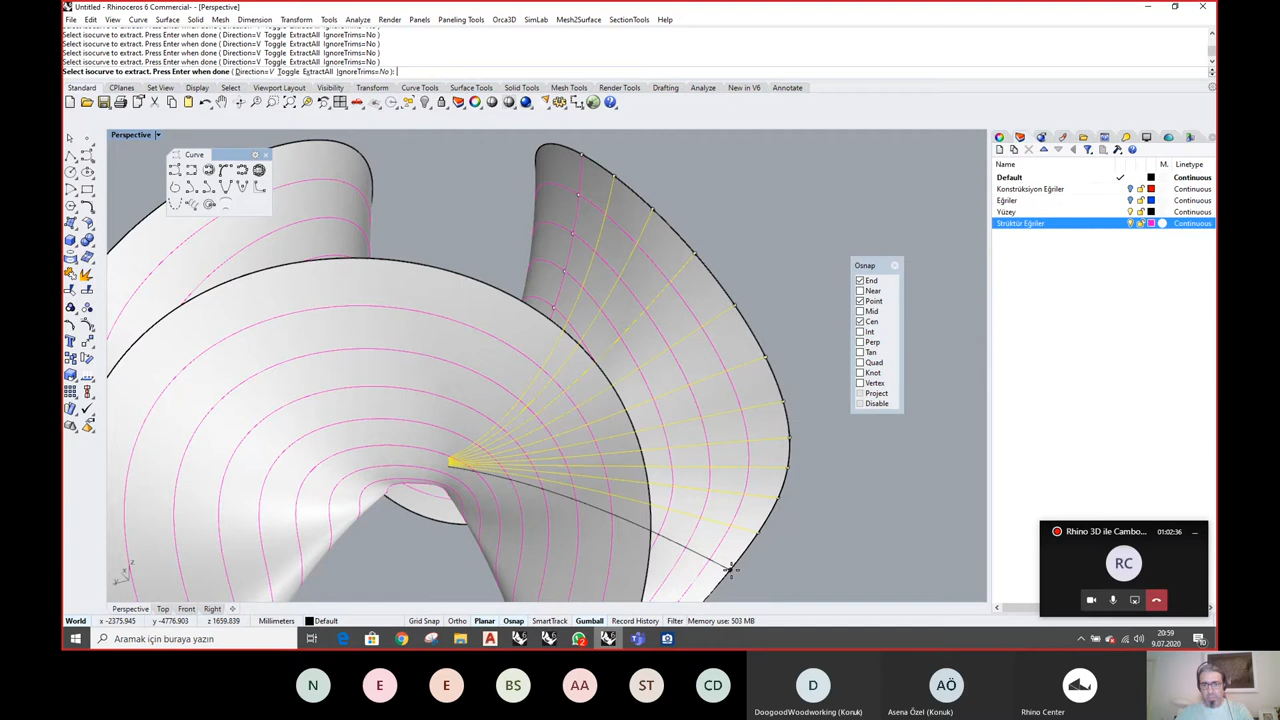 Untitled - Rhinoceros 6 Commercial- - [Perspective]
File Edit View Curve Surface Solid Mesh Dimension Transform Tools Analyze Render Panels Paneling Tools Orca3D SimLab Mesh2Surface SectionTools Help
Select isocurve to extract. Press Enter when done ( Direction=V Toggle ExtractAll IgnoreTrims=No )
Select isocurve to extract. Press Enter when done ( Direction=V Toggle ExtractAll IgnoreTrims=No )
Select isocurve to extract. Press Enter when done ( Direction=V Toggle ExtractAll IgnoreTrims=No )
Select isocurve to extract. Press Enter when done ( Direction=V Toggle ExtractAll IgnoreTrims=No )
Select isocurve to extract. Press Enter when done ( Direction=V Toggle ExtractAll IgnoreTrims=No ):
Standard CPlanes Set View Display Select Viewport Layout Visibility Transform Curve Tools Surface Tools Solid Tools Mesh Tools Render Tools Drafting Analyze New in V6 Annotate
Perspective
Curve
Name M. Linetype
Default Continuous
Konstrüksiyon Eğriler Continuous
Eğriler Continuous
Yüzey Continuous
Strüktür Eğriler Continuous
Osnap
End
Near
Point
Mid
Cen
Int
Perp
Tan
Quad
Knot
Vertex
Project
Disable
Rhino 3D ile Cambo... 01:02:36
RC
z
x
y
Perspective Top Front Right
World x -2375.945 y -4776.903 z 1659.839 Millimeters Default Grid Snap Ortho Planar Osnap SmartTrack Gumball Record History Filter Memory use: 503 MB
Aramak için buraya yazın
20:59
9.07.2020
N E E BS AA ST CD D AÖ
DoogoodWoodworking (Konuk) Asena Özel (Konuk) Rhino Center